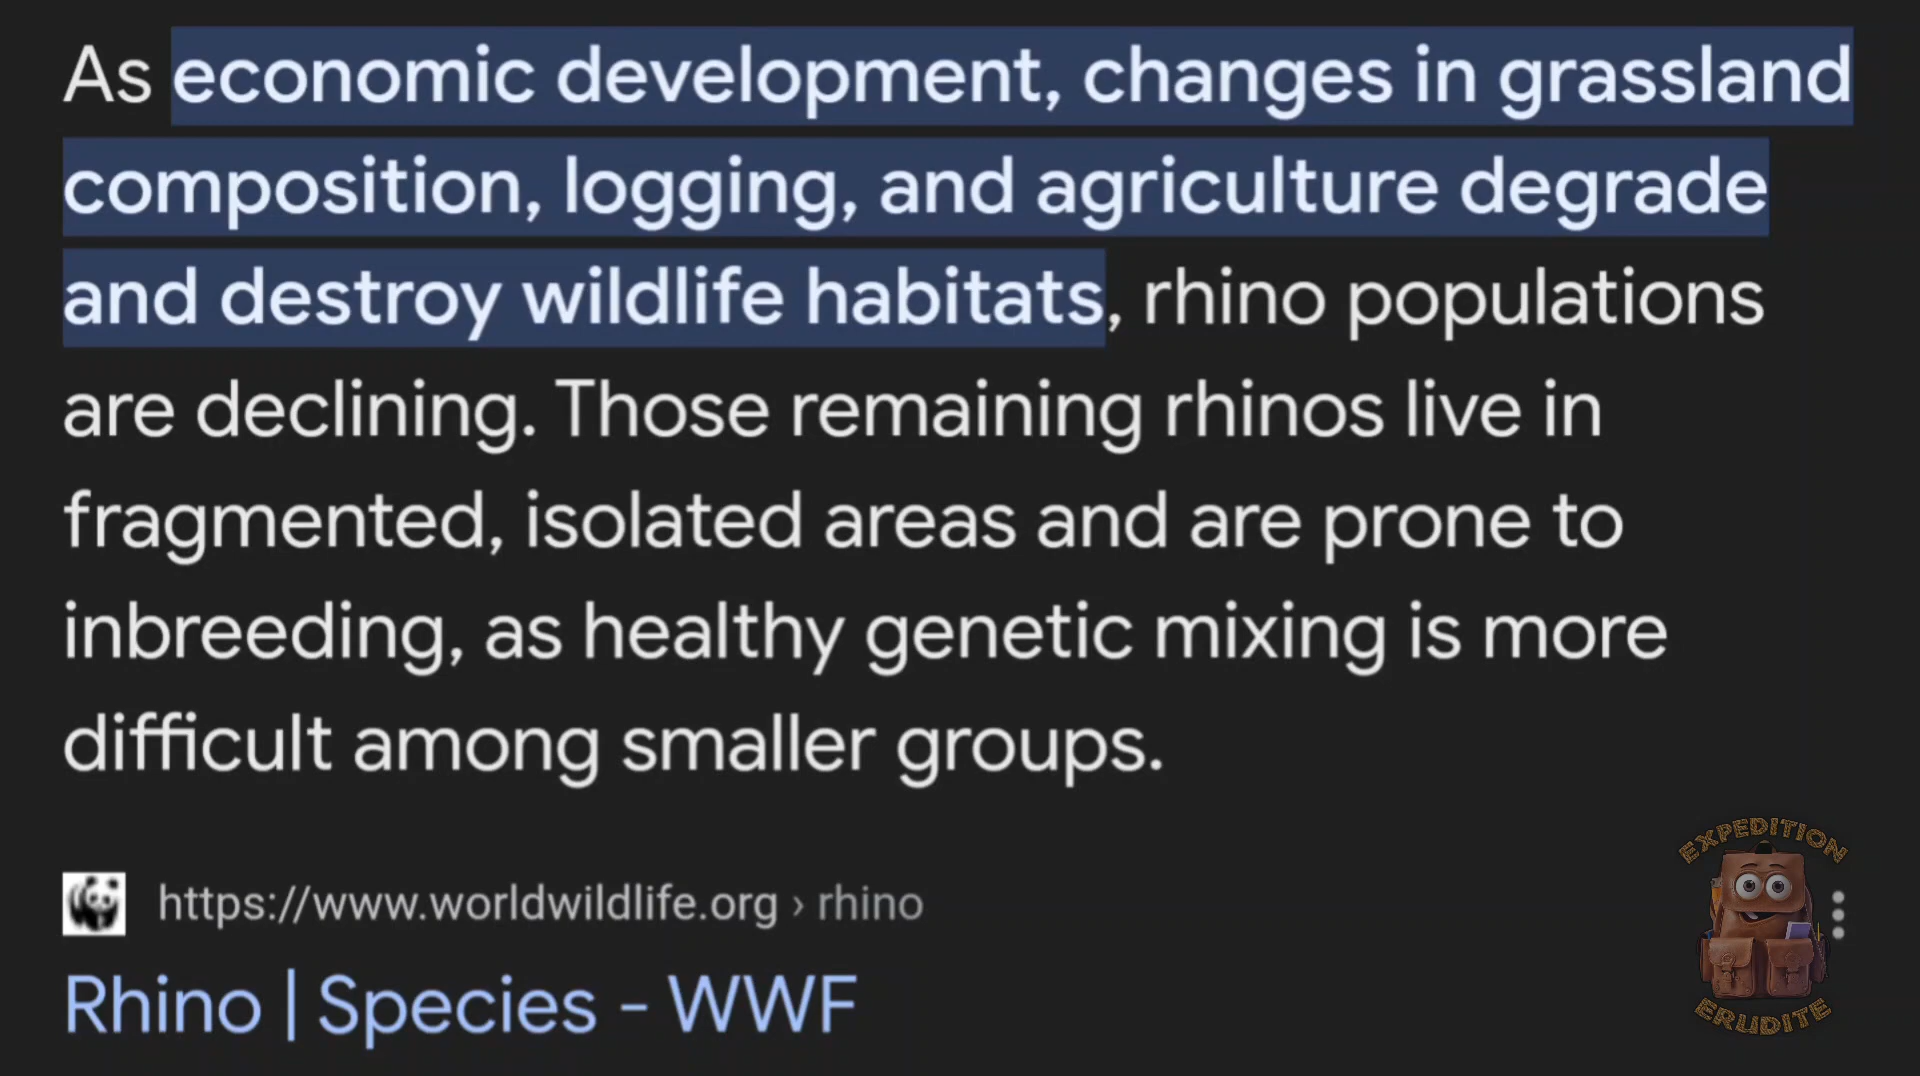 As economic development, changes in grassland
composition, logging, and agriculture degrade
and destroy wildlife habitats, rhino populations
are declining. Those remaining rhinos live in
fragmented, isolated areas and are prone to
inbreeding, as healthy genetic mixing is more
difficult among smaller groups.
https://www.worldwildlife.org › rhino
Rhino | Species - WWF
EXPEDITION
ERUDITE